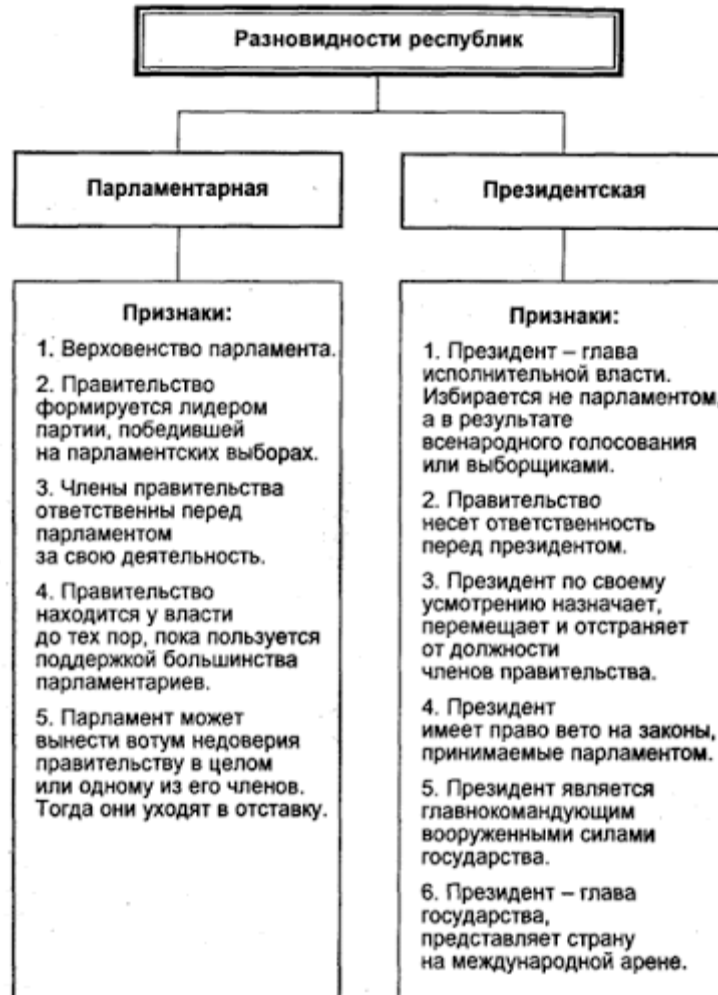 Разновидности республик
Парламентарная
Президентская
Признаки:
1. Верховенство парламента.
2. Правительство
формируется лидером
партии, победившей
на парламентских выборах.
3. Члены правительства
ответственны перед
парламентом
за свою деятельность.
4. Правительство
находится у власти
до тех пор, пока пользуется
поддержкой большинства
парламентариев.
5. Парламент может
вынести вотум недоверия
правительству в целом
или одному из его членов.
Тогда они уходят в отставку.
Признаки:
1. Президент – глава
исполнительной власти.
Избирается не парламентом,
а в результате
всенародного голосования
или выборщиками.
2. Правительство
несет ответственность
перед президентом.
3. Президент по своему
усмотрению назначает,
перемещает и отстраняет
от должности
членов правительства.
4. Президент
имеет право вето на законы,
принимаемые парламентом.
5. Президент является
главнокомандующим
вооруженными силами
государства.
6. Президент – глава
государства,
представляет страну
на международной арене.